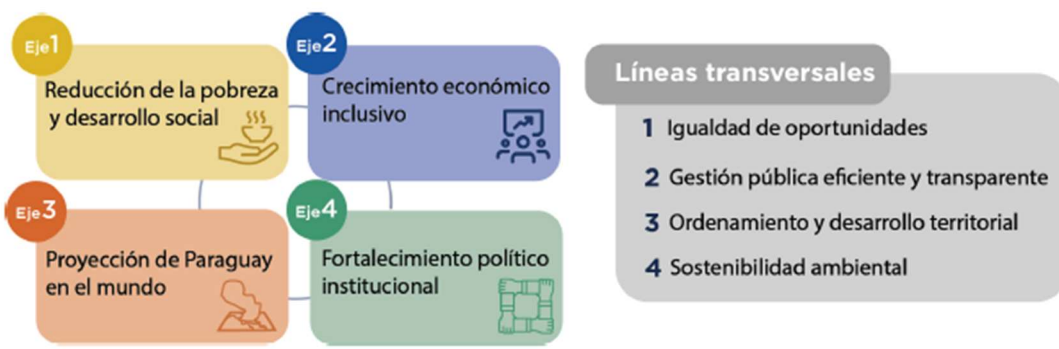 Eje1
Reducción de la pobreza
y desarrollo social
Eje2
Crecimiento económico
inclusivo
Eje3
Proyección de Paraguay
en el mundo
Eje4
Fortalecimiento político
institucional
Líneas transversales
1 Igualdad de oportunidades
2 Gestión pública eficiente y transparente
3 Ordenamiento y desarrollo territorial
4 Sostenibilidad ambiental